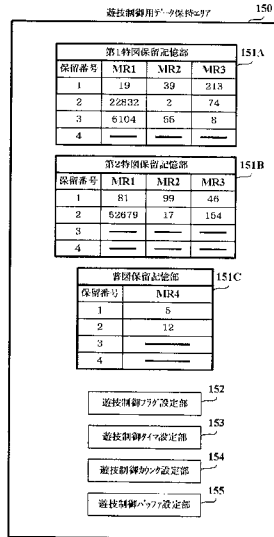 遊技制御用データ保持エリア 150
第1特図保留記憶部 151A
保留番号 MR1 MR2 MR3
1 19 39 213
2 22832 2 74
3 6104 66 8
4 ── ── ──
第2特図保留記憶部 151B
保留番号 MR1 MR2 MR3
1 81 99 46
2 52679 17 154
3 ── ── ──
4 ── ── ──
普図保留記憶部 151C
保留番号 MR4
1 5
2 12
3 ──
4 ──
遊技制御フラグ設定部 152
遊技制御タイマ設定部 153
遊技制御カウンタ設定部 154
遊技制御バッファ設定部 155